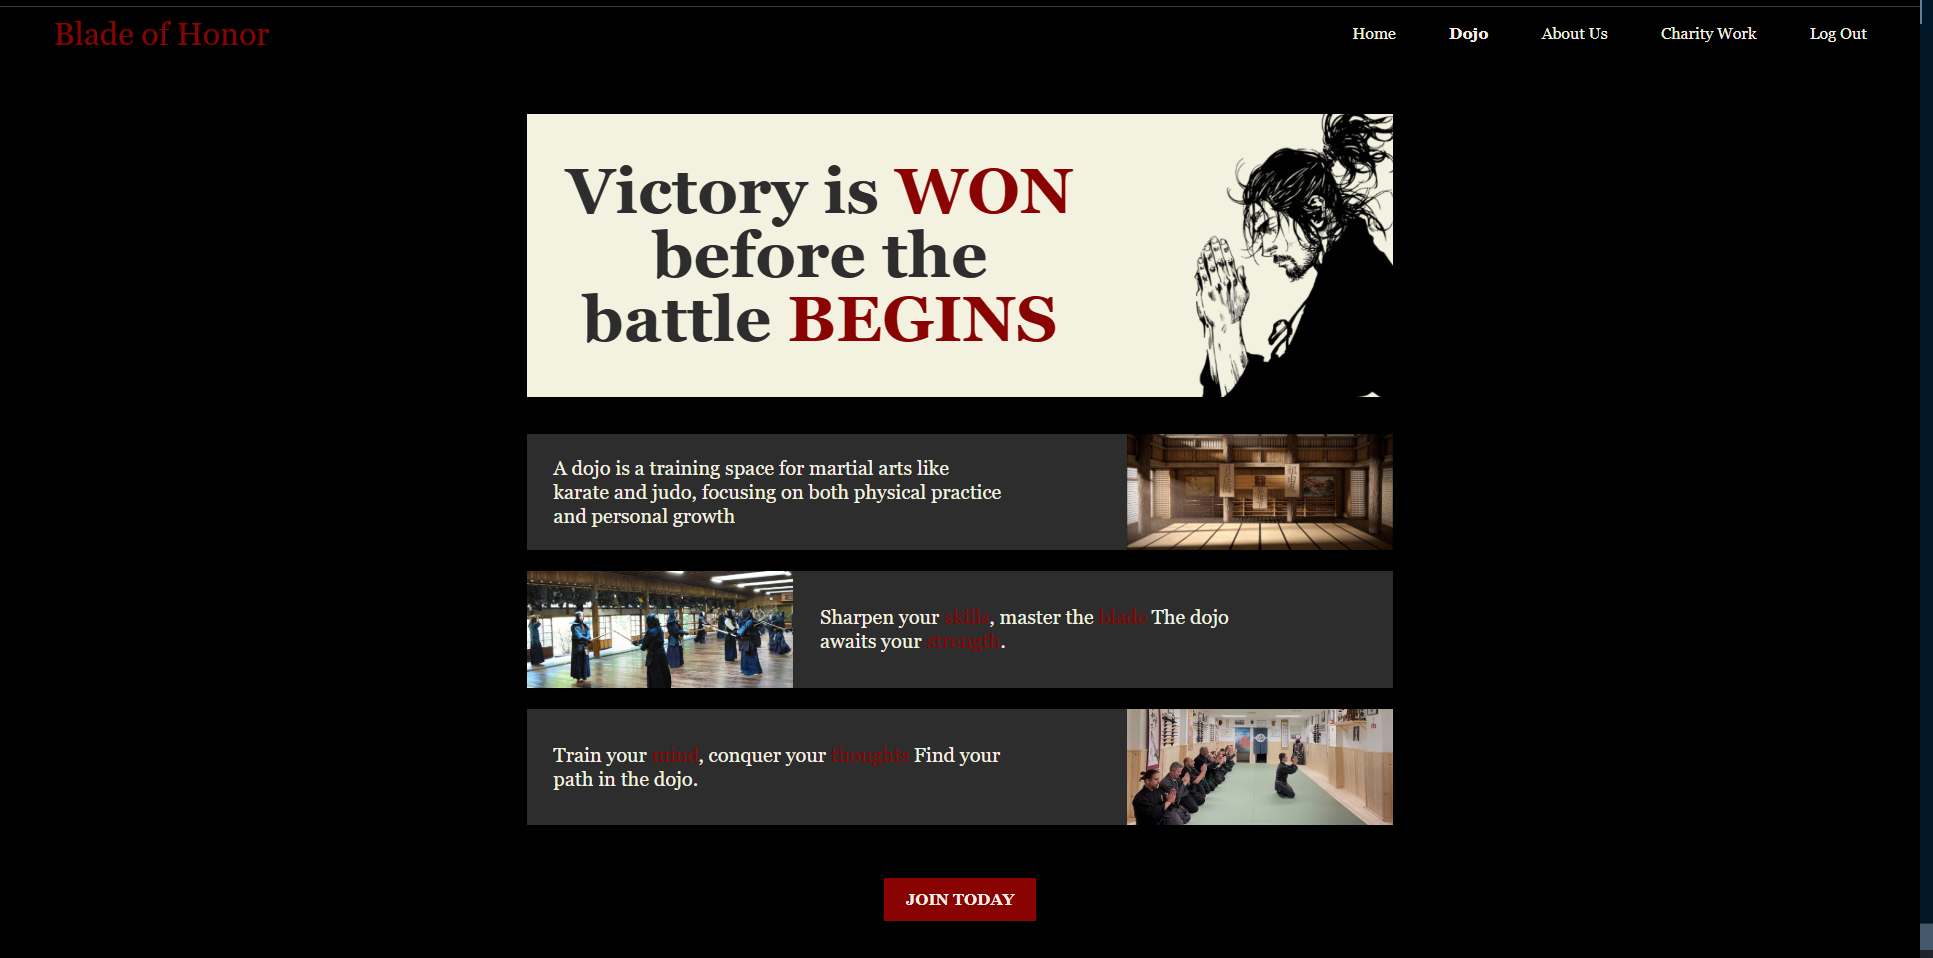 Blade of Honor
Home Dojo About Us Charity Work Log Out
Victory is WON
before the
battle BEGINS
A dojo is a training space for martial arts like
karate and judo, focusing on both physical practice
and personal growth
Sharpen your skills, master the blade The dojo
awaits your strength.
Train your mind, conquer your thoughts Find your
path in the dojo.
JOIN TODAY